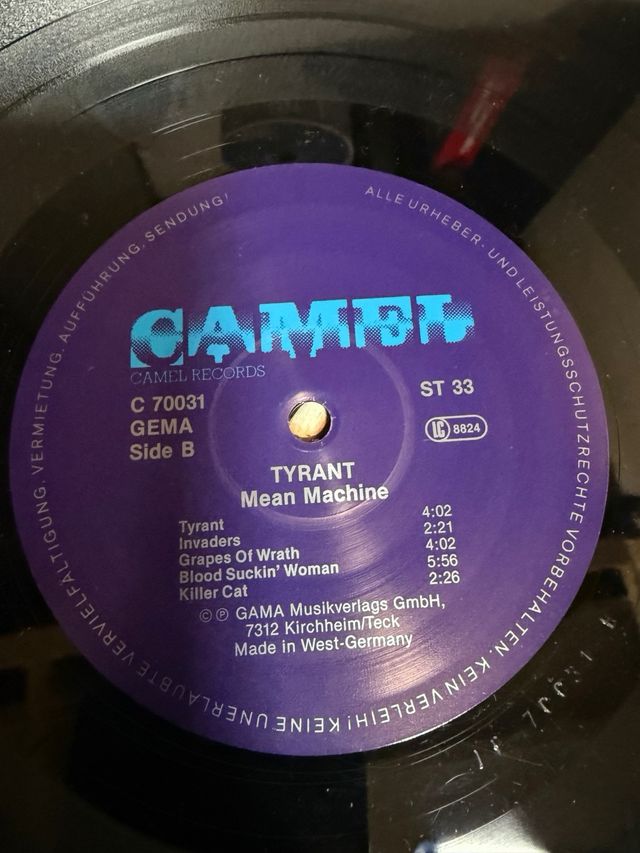 ALLE URHEBER- UND LEISTUNGSSCHUTZRECHTE VORBEHALTEN. KEIN VERLEIH! KEINE UNERLAUBTE VERVIELFÄLTIGUNG, VERMIETUNG, AUFFÜHRUNG, SENDUNG!
CAMEL
CAMEL RECORDS
C 70031
GEMA
Side B
ST 33
LC 8824
TYRANT
Mean Machine
Tyrant 4:02
Invaders 2:21
Grapes Of Wrath 4:02
Blood Suckin' Woman 5:56
Killer Cat 2:26
© ℗ GAMA Musikverlags GmbH,
7312 Kirchheim/Teck
Made in West-Germany